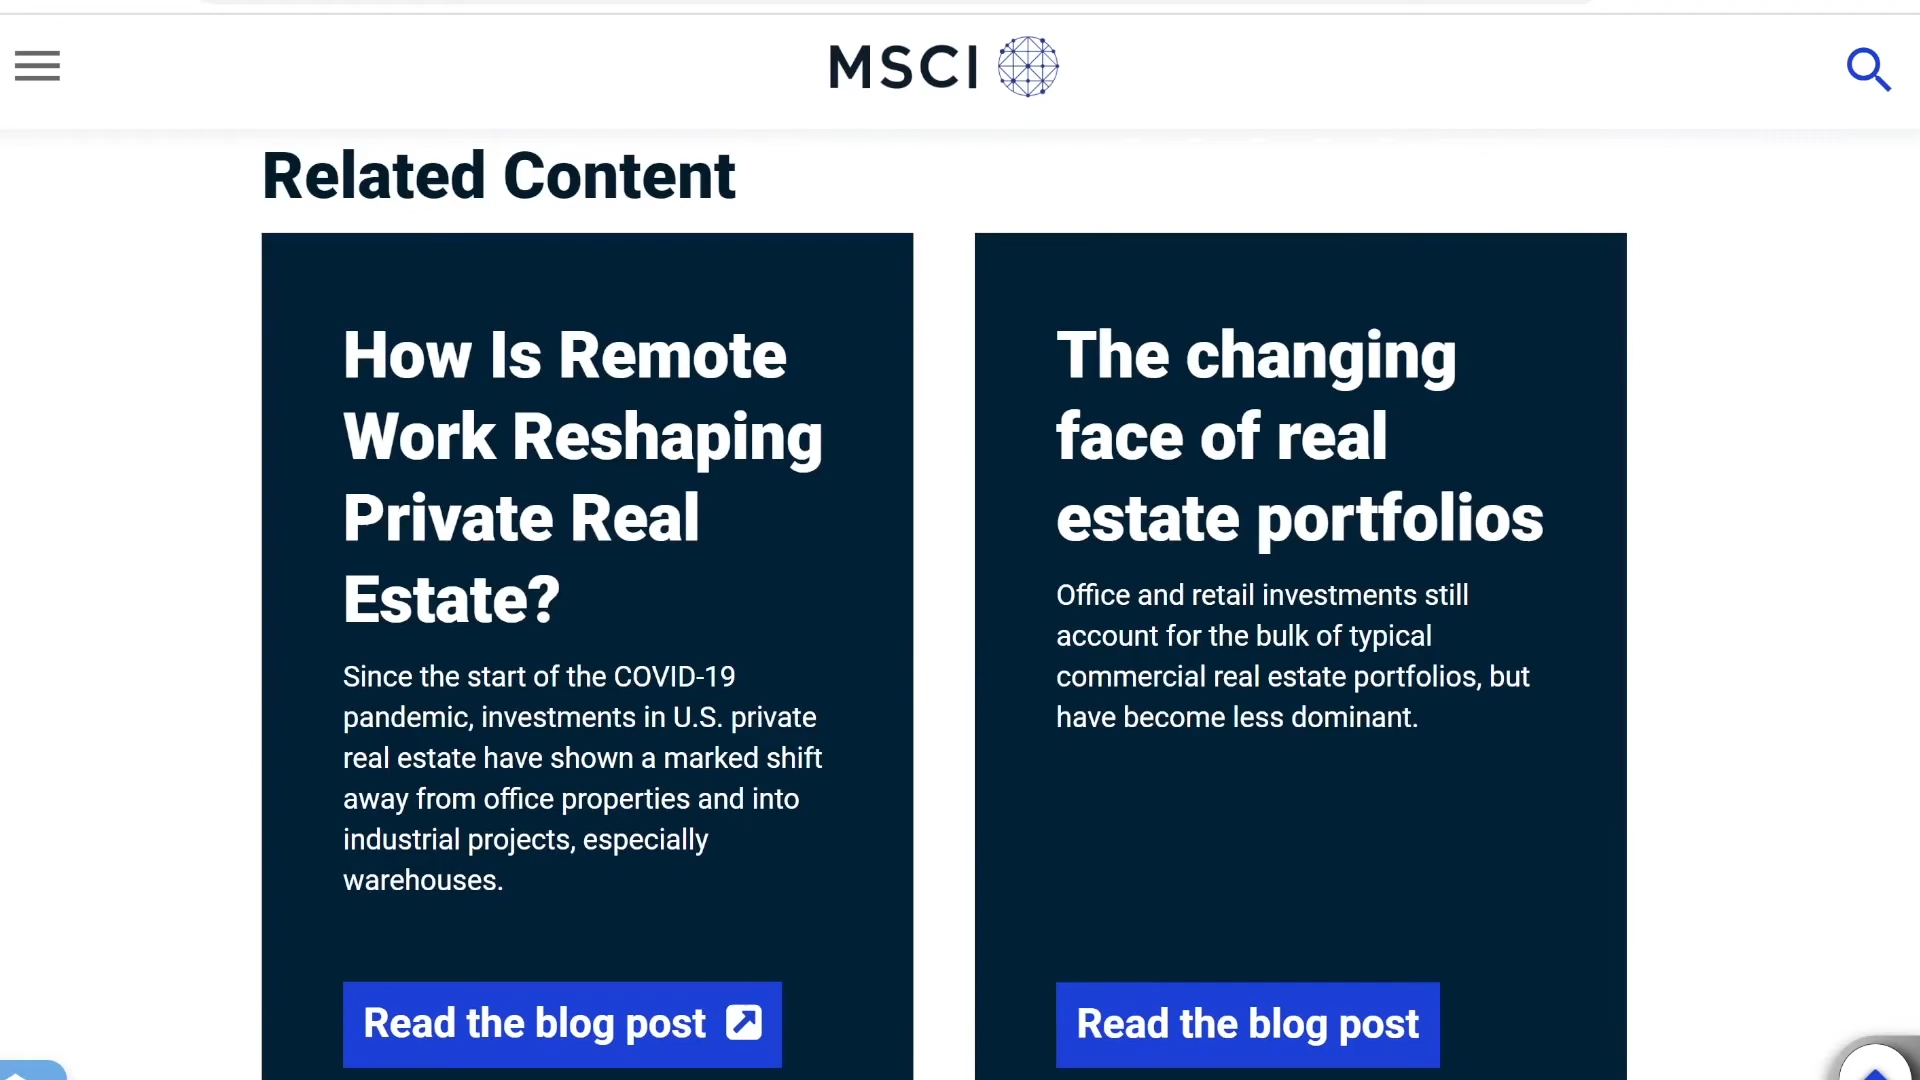 MSCI
Related Content
How Is Remote
Work Reshaping
Private Real
Estate?
Since the start of the COVID-19
pandemic, investments in U.S. private
real estate have shown a marked shift
away from office properties and into
industrial projects, especially
warehouses.
Read the blog post
The changing
face of real
estate portfolios
Office and retail investments still
account for the bulk of typical
commercial real estate portfolios, but
have become less dominant.
Read the blog post